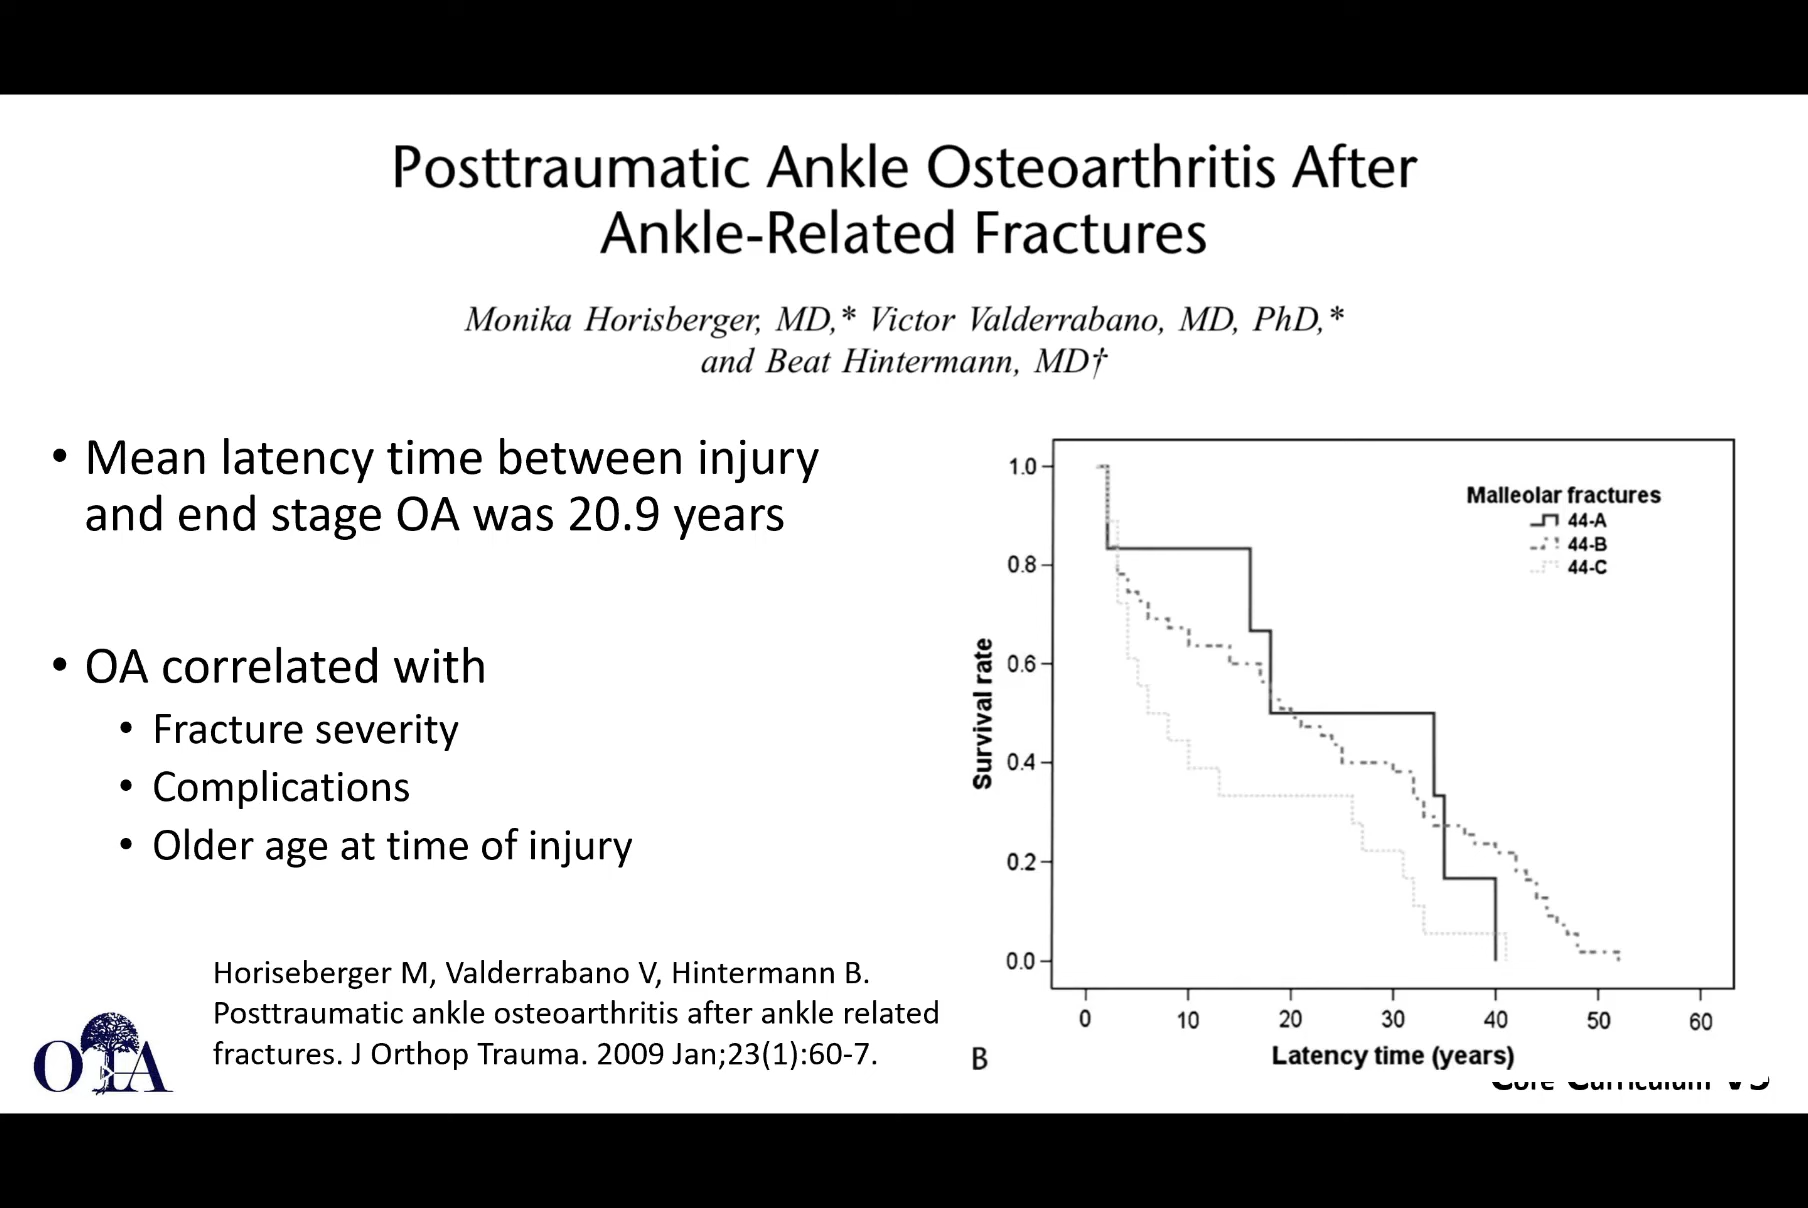 Posttraumatic Ankle Osteoarthritis After
Ankle-Related Fractures
Monika Horisberger, MD,* Victor Valderrabano, MD, PhD,*
and Beat Hintermann, MD†
• Mean latency time between injury
and end stage OA was 20.9 years
• OA correlated with
• Fracture severity
• Complications
• Older age at time of injury
Horiseberger M, Valderrabano V, Hintermann B.
Posttraumatic ankle osteoarthritis after ankle related
fractures. J Orthop Trauma. 2009 Jan;23(1):60-7.
OTA
Malleolar fractures
44-A
44-B
44-C
Survival rate
1.0
0.8
0.6
0.4
0.2
0.0
0 10 20 30 40 50 60
B
Latency time (years)
Core Curriculum V5